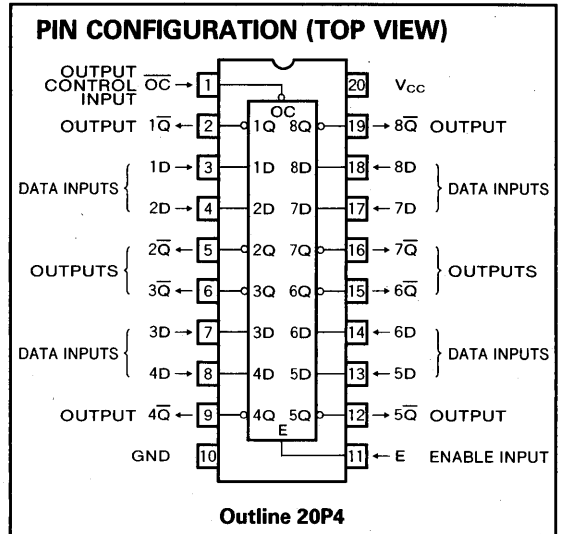 PIN CONFIGURATION (TOP VIEW)
OUTPUT
CONTROL O̅C̅ → 1
INPUT
20 VCC
OC
OUTPUT 1Q̅ ← 2 1Q 8Q 19 → 8Q̅ OUTPUT
1D → 3 1D 8D 18 ← 8D
DATA INPUTS DATA INPUTS
2D → 4 2D 7D 17 ← 7D
2Q̅ ← 5 2Q 7Q 16 → 7Q̅
OUTPUTS OUTPUTS
3Q̅ ← 6 3Q 6Q 15 → 6Q̅
3D → 7 3D 6D 14 ← 6D
DATA INPUTS DATA INPUTS
4D → 8 4D 5D 13 ← 5D
OUTPUT 4Q̅ ← 9 4Q 5Q 12 → 5Q̅ OUTPUT
E
GND 10 11 ← E ENABLE INPUT
Outline 20P4